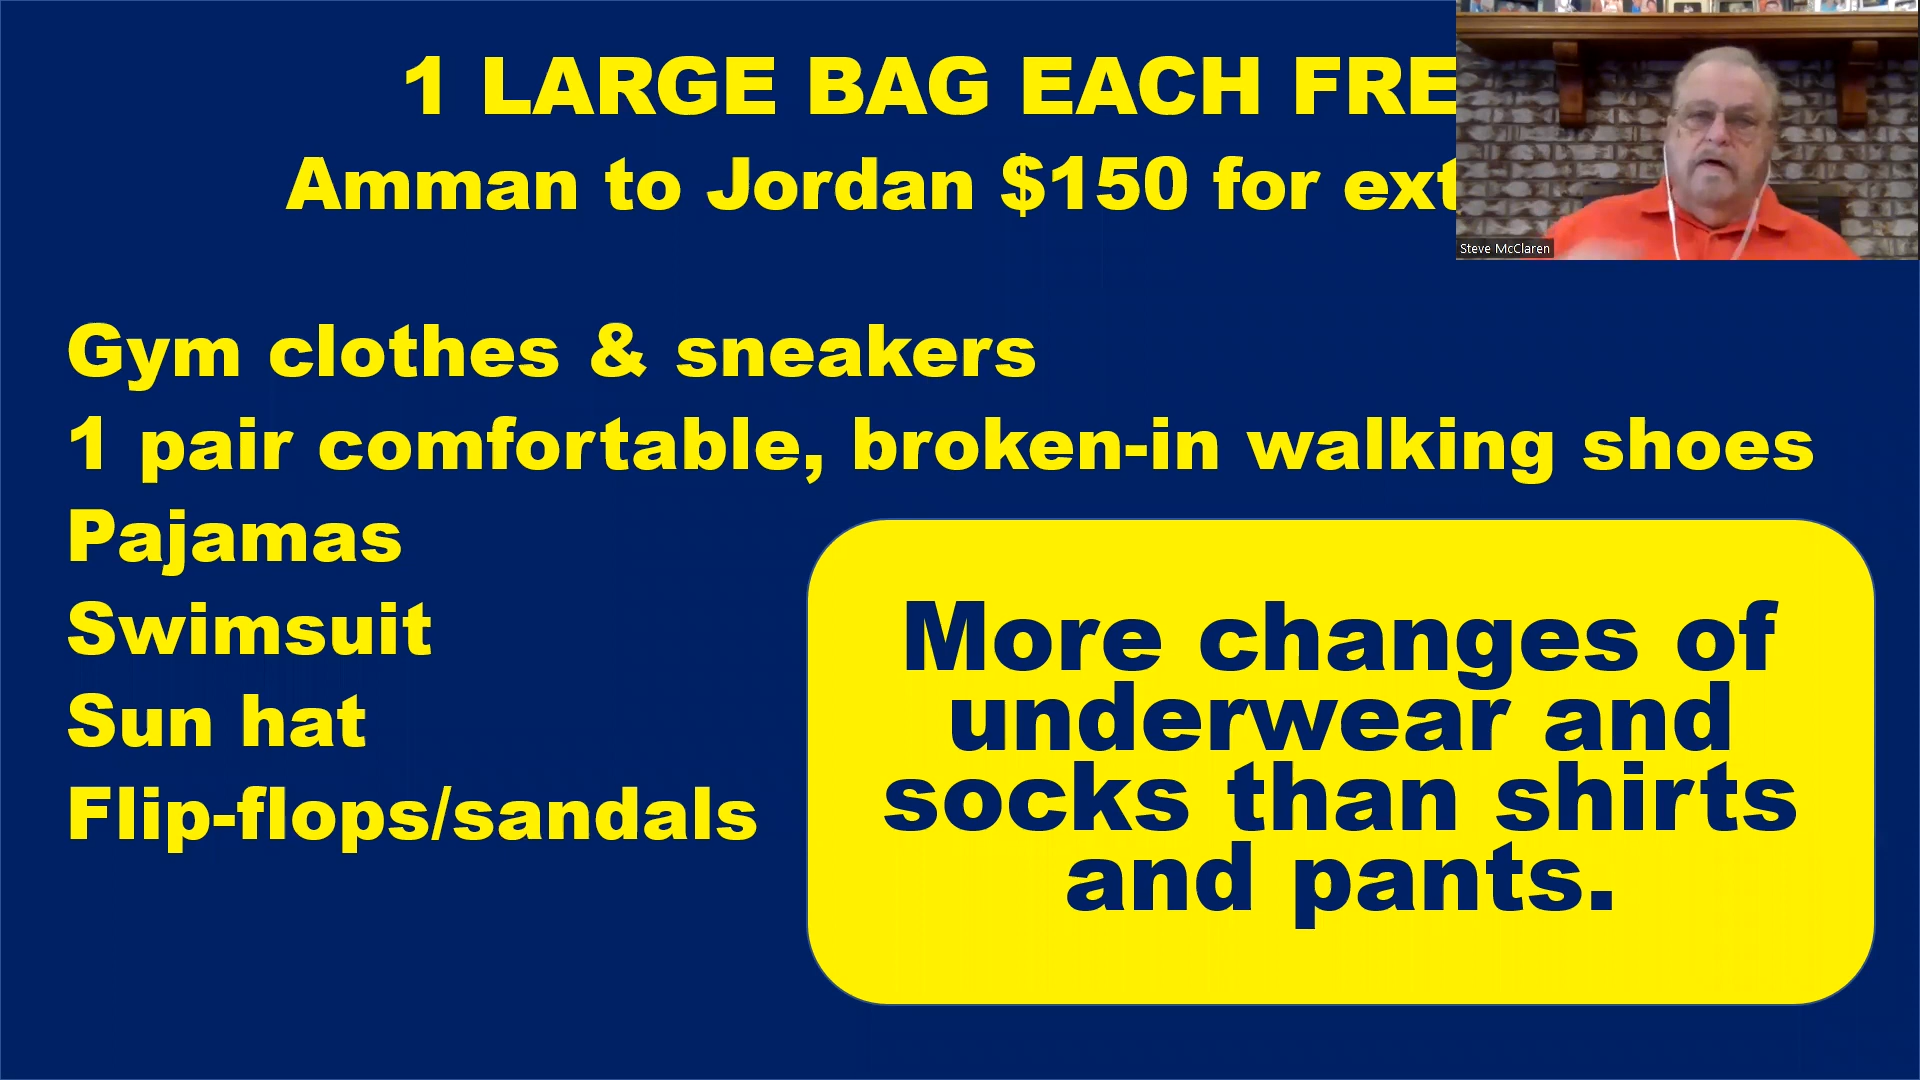 1 LARGE BAG EACH FRE
Amman to Jordan $150 for ext
Steve McClaren
Gym clothes & sneakers
1 pair comfortable, broken-in walking shoes
Pajamas
Swimsuit
Sun hat
Flip-flops/sandals
More changes of
underwear and
socks than shirts
and pants.